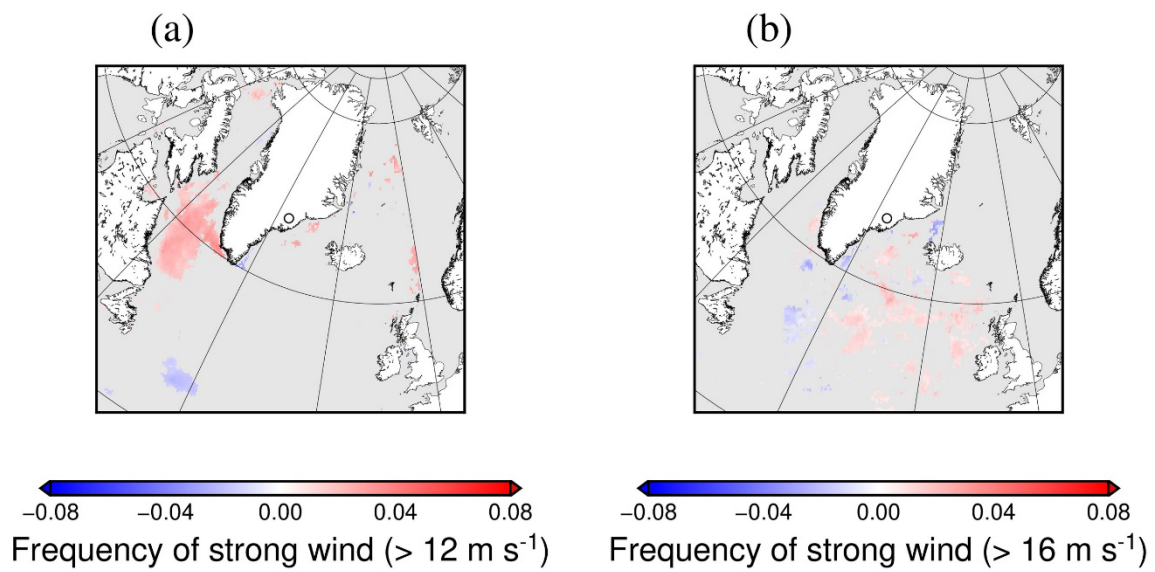 (a) (b)
−0.08 −0.04 0.00 0.04 0.08 −0.08 −0.04 0.00 0.04 0.08
Frequency of strong wind (> 12 m s⁻¹) Frequency of strong wind (> 16 m s⁻¹)